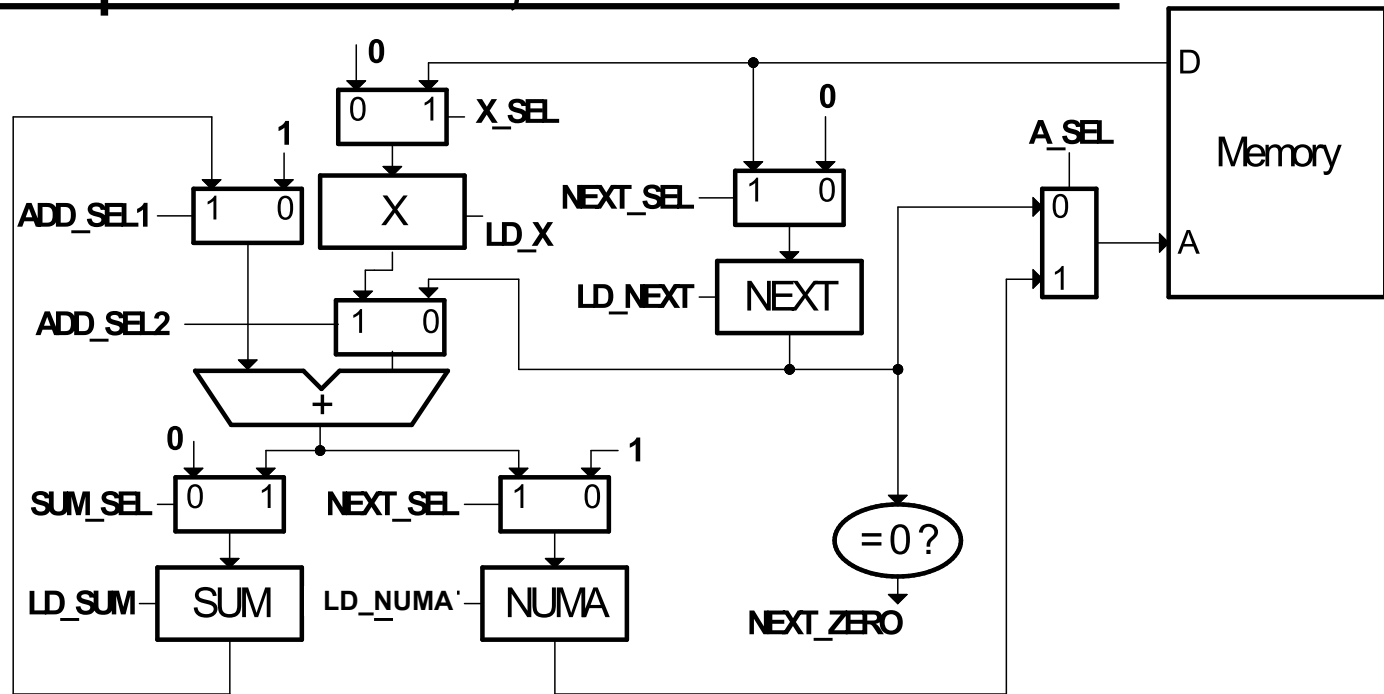 0
D
0 1
X_SEL
0
A_SEL
Memory
1
ADD_SEL1
1 0
X
LD_X
NEXT_SEL
1 0
0
A
1
LD_NEXT
NEXT
ADD_SEL2
1 0
+
0
1
SUM_SEL
0 1
NEXT_SEL
1 0
=0?
LD_SUM
SUM
LD_NUMA'
NUMA
NEXT_ZERO